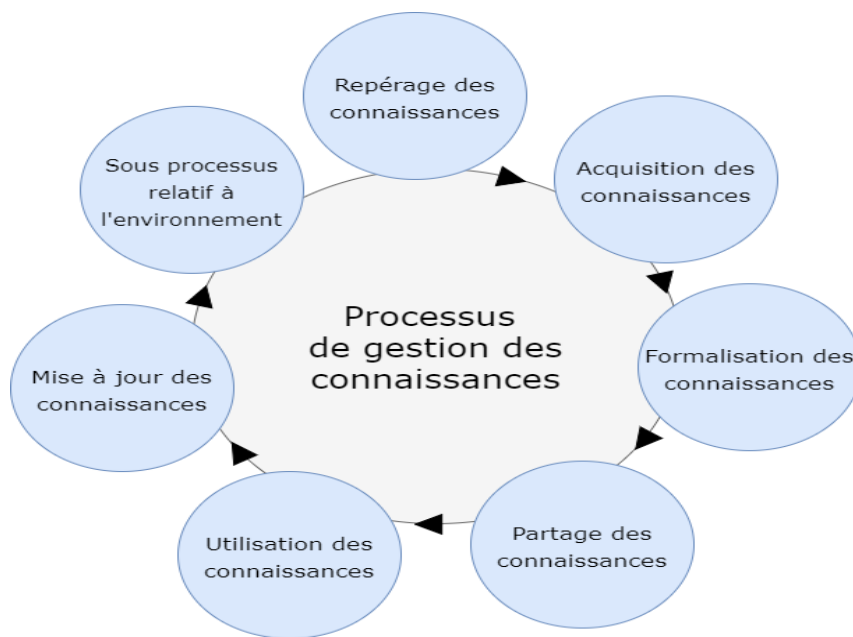 Repérage des
connaissances
Acquisition des
connaissances
Formalisation des
connaissances
Partage des
connaissances
Utilisation des
connaissances
Mise à jour des
connaissances
Sous processus
relatif à
l'environnement
Processus
de gestion des
connaissances